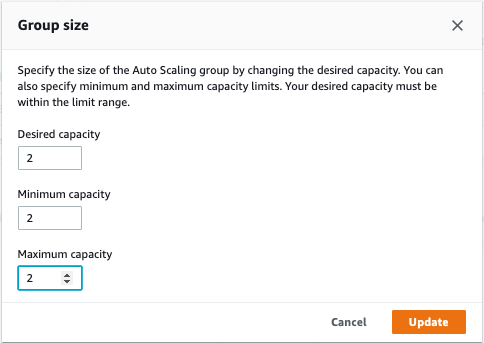 Group size
Specify the size of the Auto Scaling group by changing the desired capacity. You can
also specify minimum and maximum capacity limits. Your desired capacity must be
within the limit range.
Desired capacity
2
Minimum capacity
2
Maximum capacity
2
Cancel Update